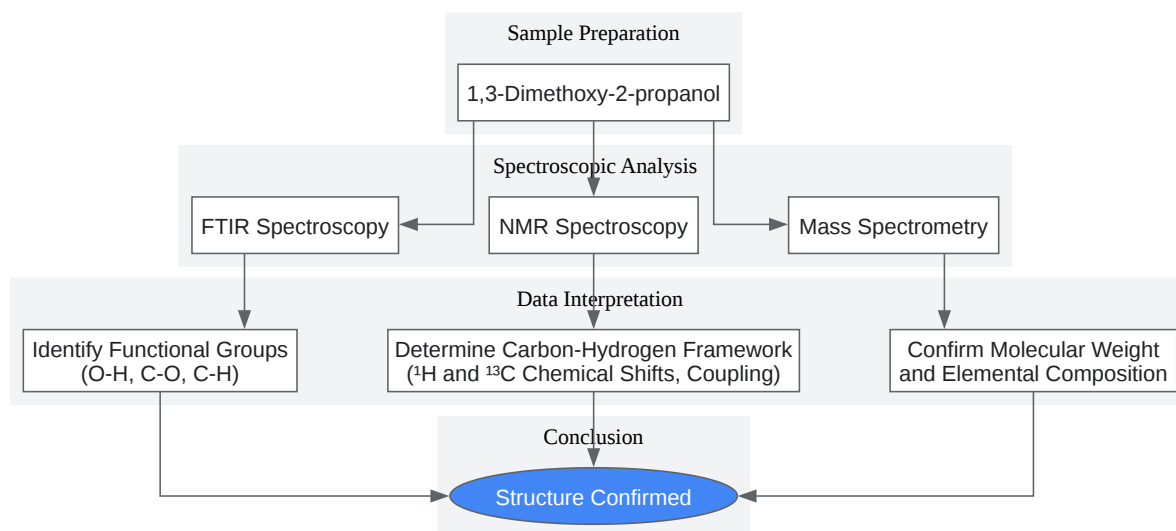 Sample Preparation
1,3-Dimethoxy-2-propanol
Spectroscopic Analysis
FTIR Spectroscopy
NMR Spectroscopy
Mass Spectrometry
Data Interpretation
Identify Functional Groups
(O-H, C-O, C-H)
Determine Carbon-Hydrogen Framework
(¹H and ¹³C Chemical Shifts, Coupling)
Confirm Molecular Weight
and Elemental Composition
Conclusion
Structure Confirmed